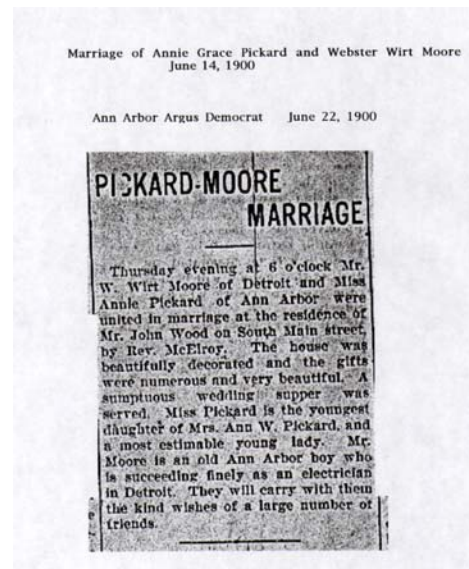 Marriage of Annie Grace Pickard and Webster Wirt Moore
June 14, 1900
Ann Arbor Argus Democrat June 22, 1900
PICKARD-MOORE
MARRIAGE
Thursday evening at 6 o'clock Mr.
W. Wirt Moore of Detroit and Miss
Annie Pickard of Ann Arbor were
united in marriage at the residence of
Mr. John Wood on South Main street,
by Rev. McElroy. The house was
beautifully decorated and the gifts
were numerous and very beautiful. A
sumptuous wedding supper was
served. Miss Pickard is the youngest
daughter of Mrs. Ann W. Pickard, and
a most estimable young lady. Mr.
Moore is an old Ann Arbor boy who
is succeeding finely as an electrician
in Detroit. They will carry with them
the kind wishes of a large number of
friends.